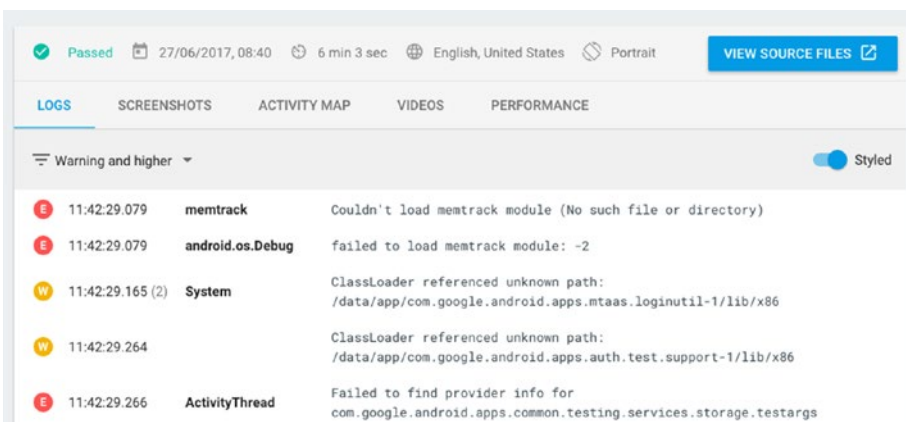 Passed 27/06/2017, 08:40 6 min 3 sec English, United States Portrait VIEW SOURCE FILES
LOGS SCREENSHOTS ACTIVITY MAP VIDEOS PERFORMANCE
Warning and higher Styled
E 11:42:29.079 memtrack Couldn't load memtrack module (No such file or directory)
E 11:42:29.079 android.os.Debug failed to load memtrack module: -2
W 11:42:29.165 (2) System ClassLoader referenced unknown path:
/data/app/com.google.android.apps.mtaas.loginutil-1/lib/x86
W 11:42:29.264 ClassLoader referenced unknown path:
/data/app/com.google.android.apps.auth.test.support-1/lib/x86
E 11:42:29.266 ActivityThread Failed to find provider info for
com.google.android.apps.common.testing.services.storage.testargs